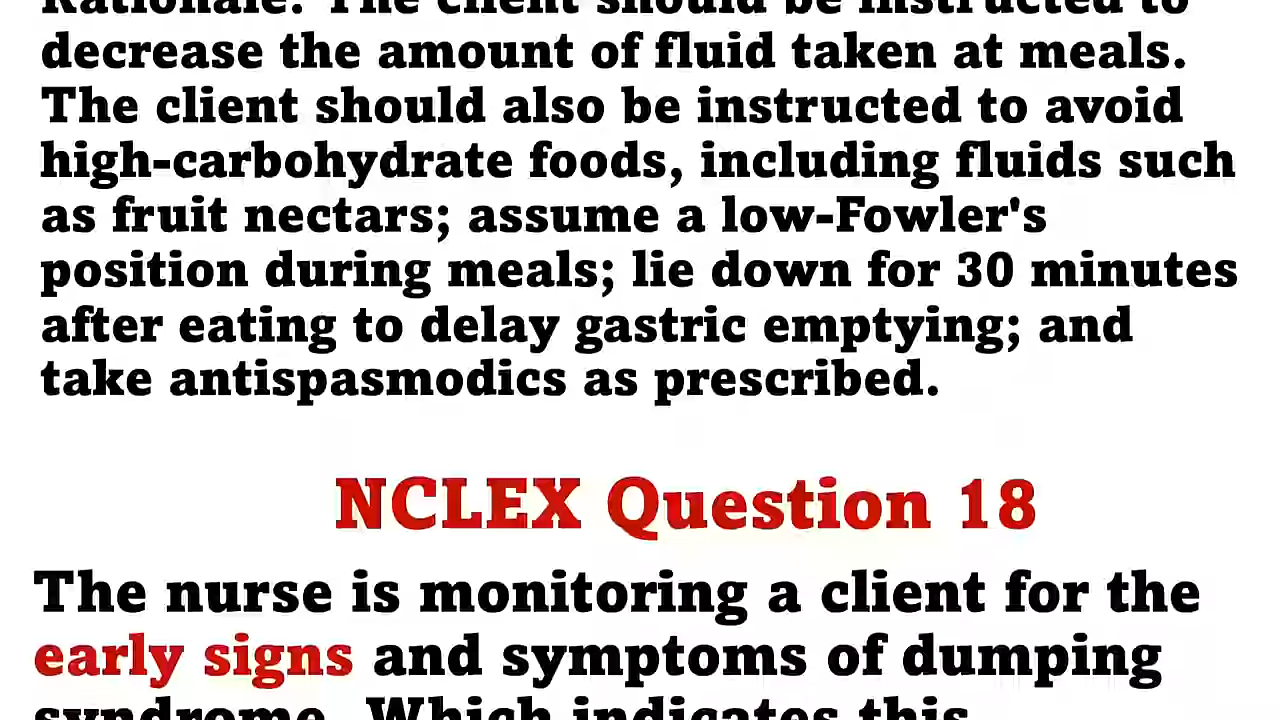 Rationale: The client should be instructed to
decrease the amount of fluid taken at meals.
The client should also be instructed to avoid
high-carbohydrate foods, including fluids such
as fruit nectars; assume a low-Fowler's
position during meals; lie down for 30 minutes
after eating to delay gastric emptying; and
take antispasmodics as prescribed.
NCLEX Question 18
The nurse is monitoring a client for the
early signs and symptoms of dumping
syndrome. Which indicates this